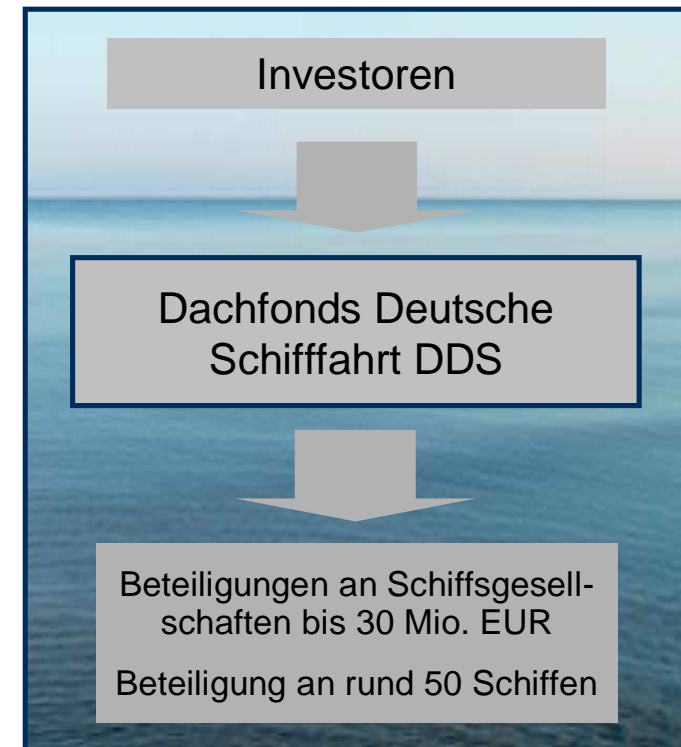 Investoren
Dachfonds Deutsche
Schifffahrt DDS
Beteiligungen an Schiffsgesell-
schaften bis 30 Mio. EUR
Beteiligung an rund 50 Schiffen